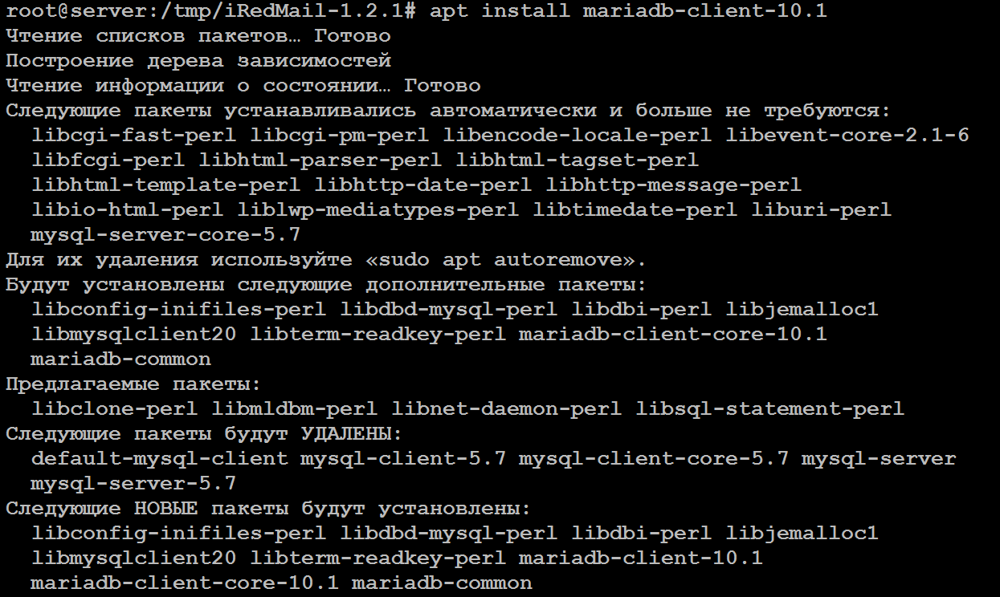 root@server:/tmp/iRedMail-1.2.1# apt install mariadb-client-10.1
Чтение списков пакетов… Готово
Построение дерева зависимостей
Чтение информации о состоянии… Готово
Следующие пакеты устанавливались автоматически и больше не требуются:
  libcgi-fast-perl libcgi-pm-perl libencode-locale-perl libevent-core-2.1-6
  libfcgi-perl libhtml-parser-perl libhtml-tagset-perl
  libhtml-template-perl libhttp-date-perl libhttp-message-perl
  libio-html-perl liblwp-mediatypes-perl libtimedate-perl liburi-perl
  mysql-server-core-5.7
Для их удаления используйте «sudo apt autoremove».
Будут установлены следующие дополнительные пакеты:
  libconfig-inifiles-perl libdbd-mysql-perl libdbi-perl libjemalloc1
  libmysqlclient20 libterm-readkey-perl mariadb-client-core-10.1
  mariadb-common
Предлагаемые пакеты:
  libclone-perl libmldbm-perl libnet-daemon-perl libsql-statement-perl
Следующие пакеты будут УДАЛЕНЫ:
  default-mysql-client mysql-client-5.7 mysql-client-core-5.7 mysql-server
  mysql-server-5.7
Следующие НОВЫЕ пакеты будут установлены:
  libconfig-inifiles-perl libdbd-mysql-perl libdbi-perl libjemalloc1
  libmysqlclient20 libterm-readkey-perl mariadb-client-10.1
  mariadb-client-core-10.1 mariadb-common